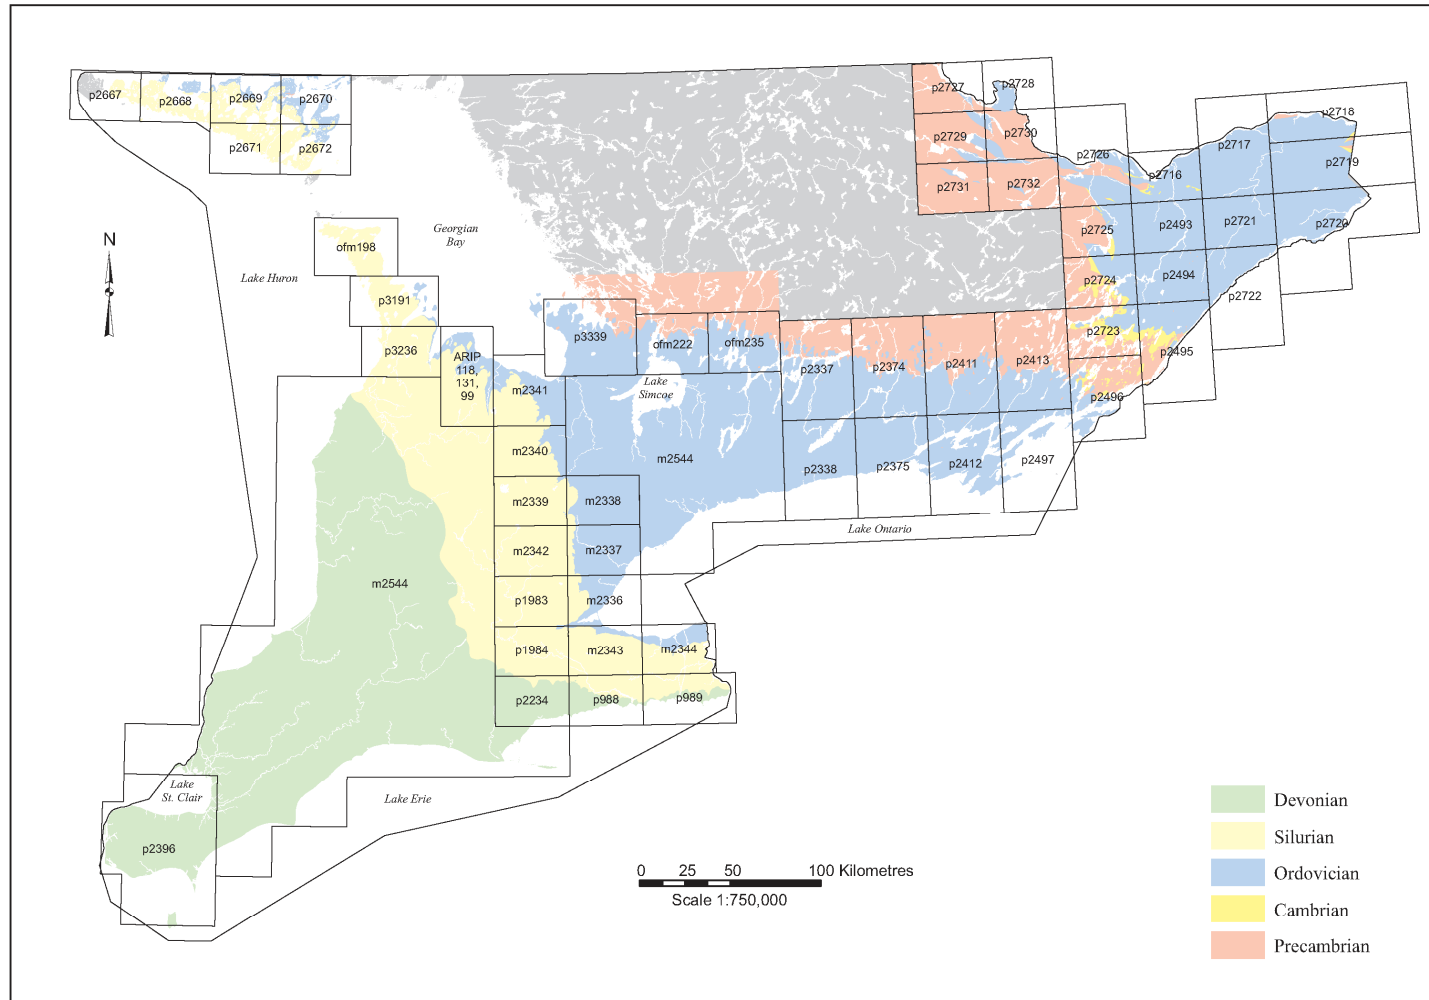 p2667
p2668
p2669
p2670
p2671
p2672
p2727
p2728
p2729
p2730
p2731
p2732
p2726
p2716
p2717
p2718
p2719
p2720
p2725
p2493
p2721
p2724
p2494
p2722
p2723
p2495
p2496
N
ofm198
Georgian
Bay
Lake Huron
p3191
p3236
ARIP
118,
131,
99
p3339
ofm222
ofm235
Lake
Simcoe
p2337
p2374
p2411
p2413
m2341
m2340
m2544
p2338
p2375
p2412
p2497
m2339
m2338
Lake Ontario
m2342
m2337
m2544
p1983
m2336
p1984
m2343
m2344
p2234
p988
p989
Lake
St. Clair
Lake Erie
p2396
0 25 50 100 Kilometres
Scale 1:750,000
Devonian
Silurian
Ordovician
Cambrian
Precambrian